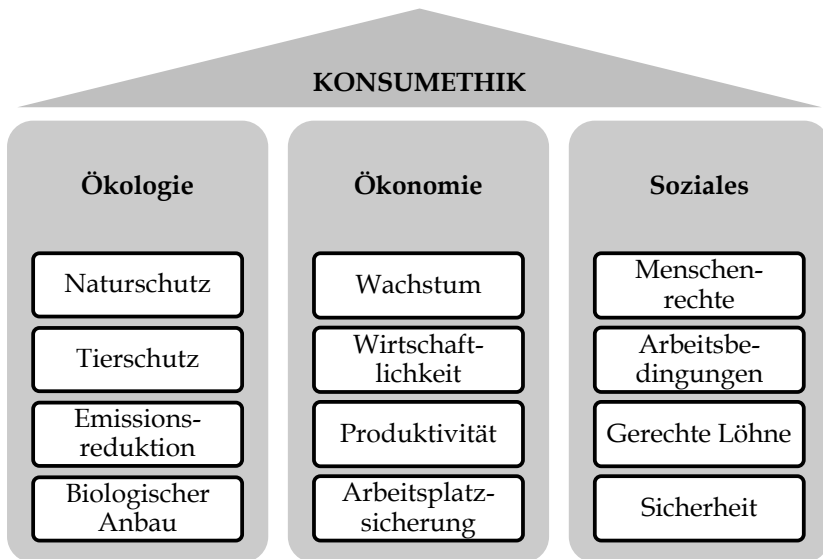 KONSUMETHIK
Ökologie
Naturschutz
Tierschutz
Emissions-
reduktion
Biologischer
Anbau
Ökonomie
Wachstum
Wirtschaft-
lichkeit
Produktivität
Arbeitsplatz-
sicherung
Soziales
Menschen-
rechte
Arbeitsbe-
dingungen
Gerechte Löhne
Sicherheit